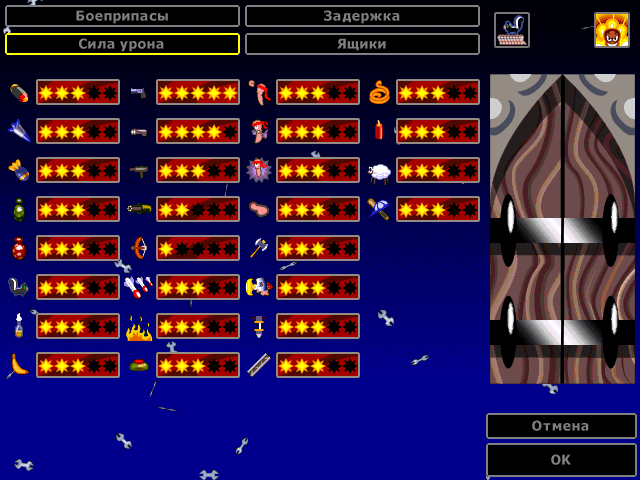 Боеприпасы
Задержка
Сила урона
Ящики
Отмена
OK